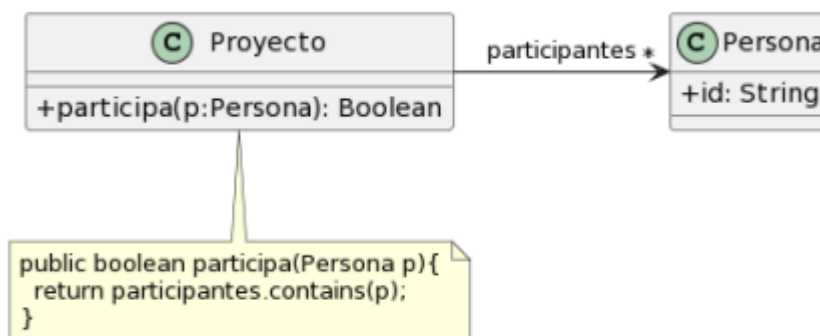 C Proyecto
participantes *
C Persona
+participa(p:Persona): Boolean
+id: String
public boolean participa(Persona p){
return participantes.contains(p);
}